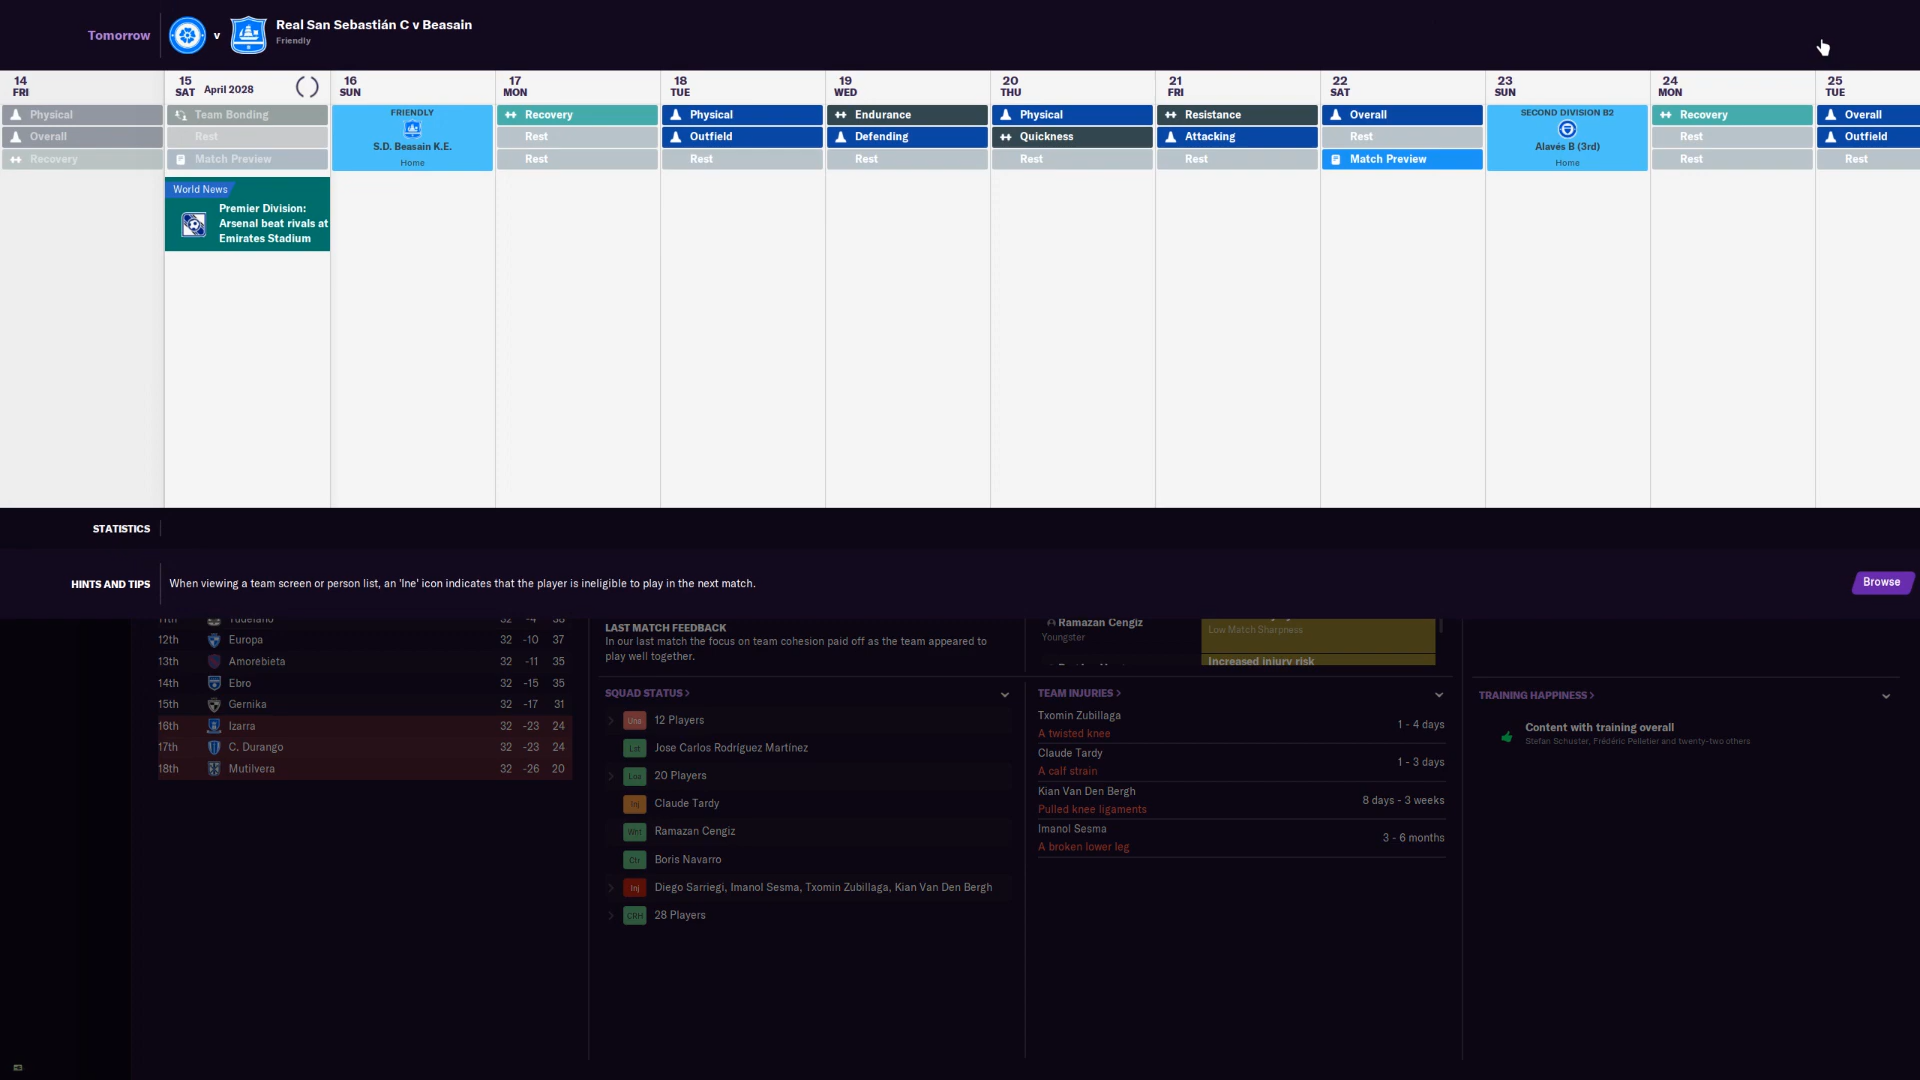 Tomorrow
v
Real San Sebastián C v Beasain
Friendly
14
FRI
Physical
Overall
Recovery
15
SAT April 2028
Team Bonding
Rest
Match Preview
World News
Premier Division:
Arsenal beat rivals at
Emirates Stadium
16
SUN
FRIENDLY
S.D. Beasain K.E.
Home
17
MON
Recovery
Rest
Rest
18
TUE
Physical
Outfield
Rest
19
WED
Endurance
Defending
Rest
20
THU
Physical
Quickness
Rest
21
FRI
Resistance
Attacking
Rest
22
SAT
Overall
Rest
Match Preview
23
SUN
SECOND DIVISION B2
Alavés B (3rd)
Home
24
MON
Recovery
Rest
Rest
25
TUE
Overall
Outfield
Rest
STATISTICS
HINTS AND TIPS
When viewing a team screen or person list, an 'Ine' icon indicates that the player is ineligible to play in the next match.
Browse
12th Europa 32 -10 37
13th Amorebieta 32 -11 35
14th Ebro 32 -15 35
15th Gernika 32 -17 31
16th Izarra 32 -23 24
17th C. Durango 32 -23 24
18th Mutilvera 32 -26 20
LAST MATCH FEEDBACK
In our last match the focus on team cohesion paid off as the team appeared to
play well together.
SQUAD STATUS >
Una 12 Players
Lst Jose Carlos Rodríguez Martínez
Loa 20 Players
Inj Claude Tardy
Wnt Ramazan Cengiz
Ctr Boris Navarro
Inj Diego Sarriegi, Imanol Sesma, Txomin Zubillaga, Kian Van Den Bergh
CRH 28 Players
Ramazan Cengiz
Youngster
Low Match Sharpness
Increased injury risk
TEAM INJURIES >
Txomin Zubillaga
A twisted knee
1 - 4 days
Claude Tardy
A calf strain
1 - 3 days
Kian Van Den Bergh
Pulled knee ligaments
8 days - 3 weeks
Imanol Sesma
A broken lower leg
3 - 6 months
TRAINING HAPPINESS >
Content with training overall
Stefan Schuster, Frédéric Pelletier and twenty-two others